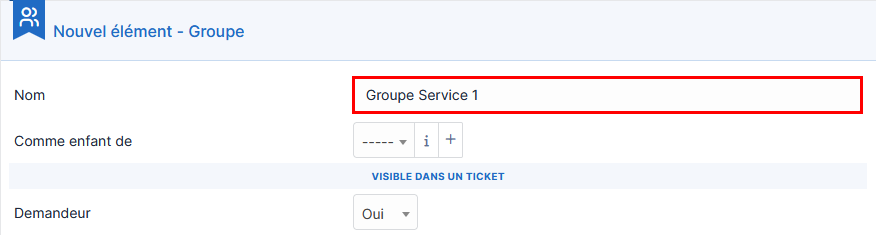 Nouvel élément - Groupe
Nom
Groupe Service 1
Comme enfant de
----- i +
VISIBLE DANS UN TICKET
Demandeur
Oui